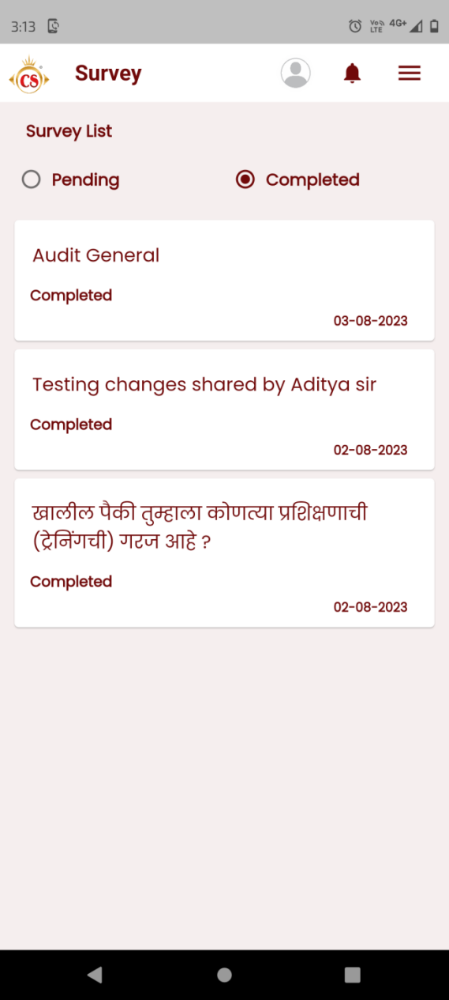 3:13
Vo LTE 4G+
CS
Survey
Survey List
Pending
Completed
Audit General
Completed
03-08-2023
Testing changes shared by Aditya sir
Completed
02-08-2023
खालील पैकी तुम्हाला कोणत्या प्रशिक्षणाची
(ट्रेनिंगची) गरज आहे ?
Completed
02-08-2023